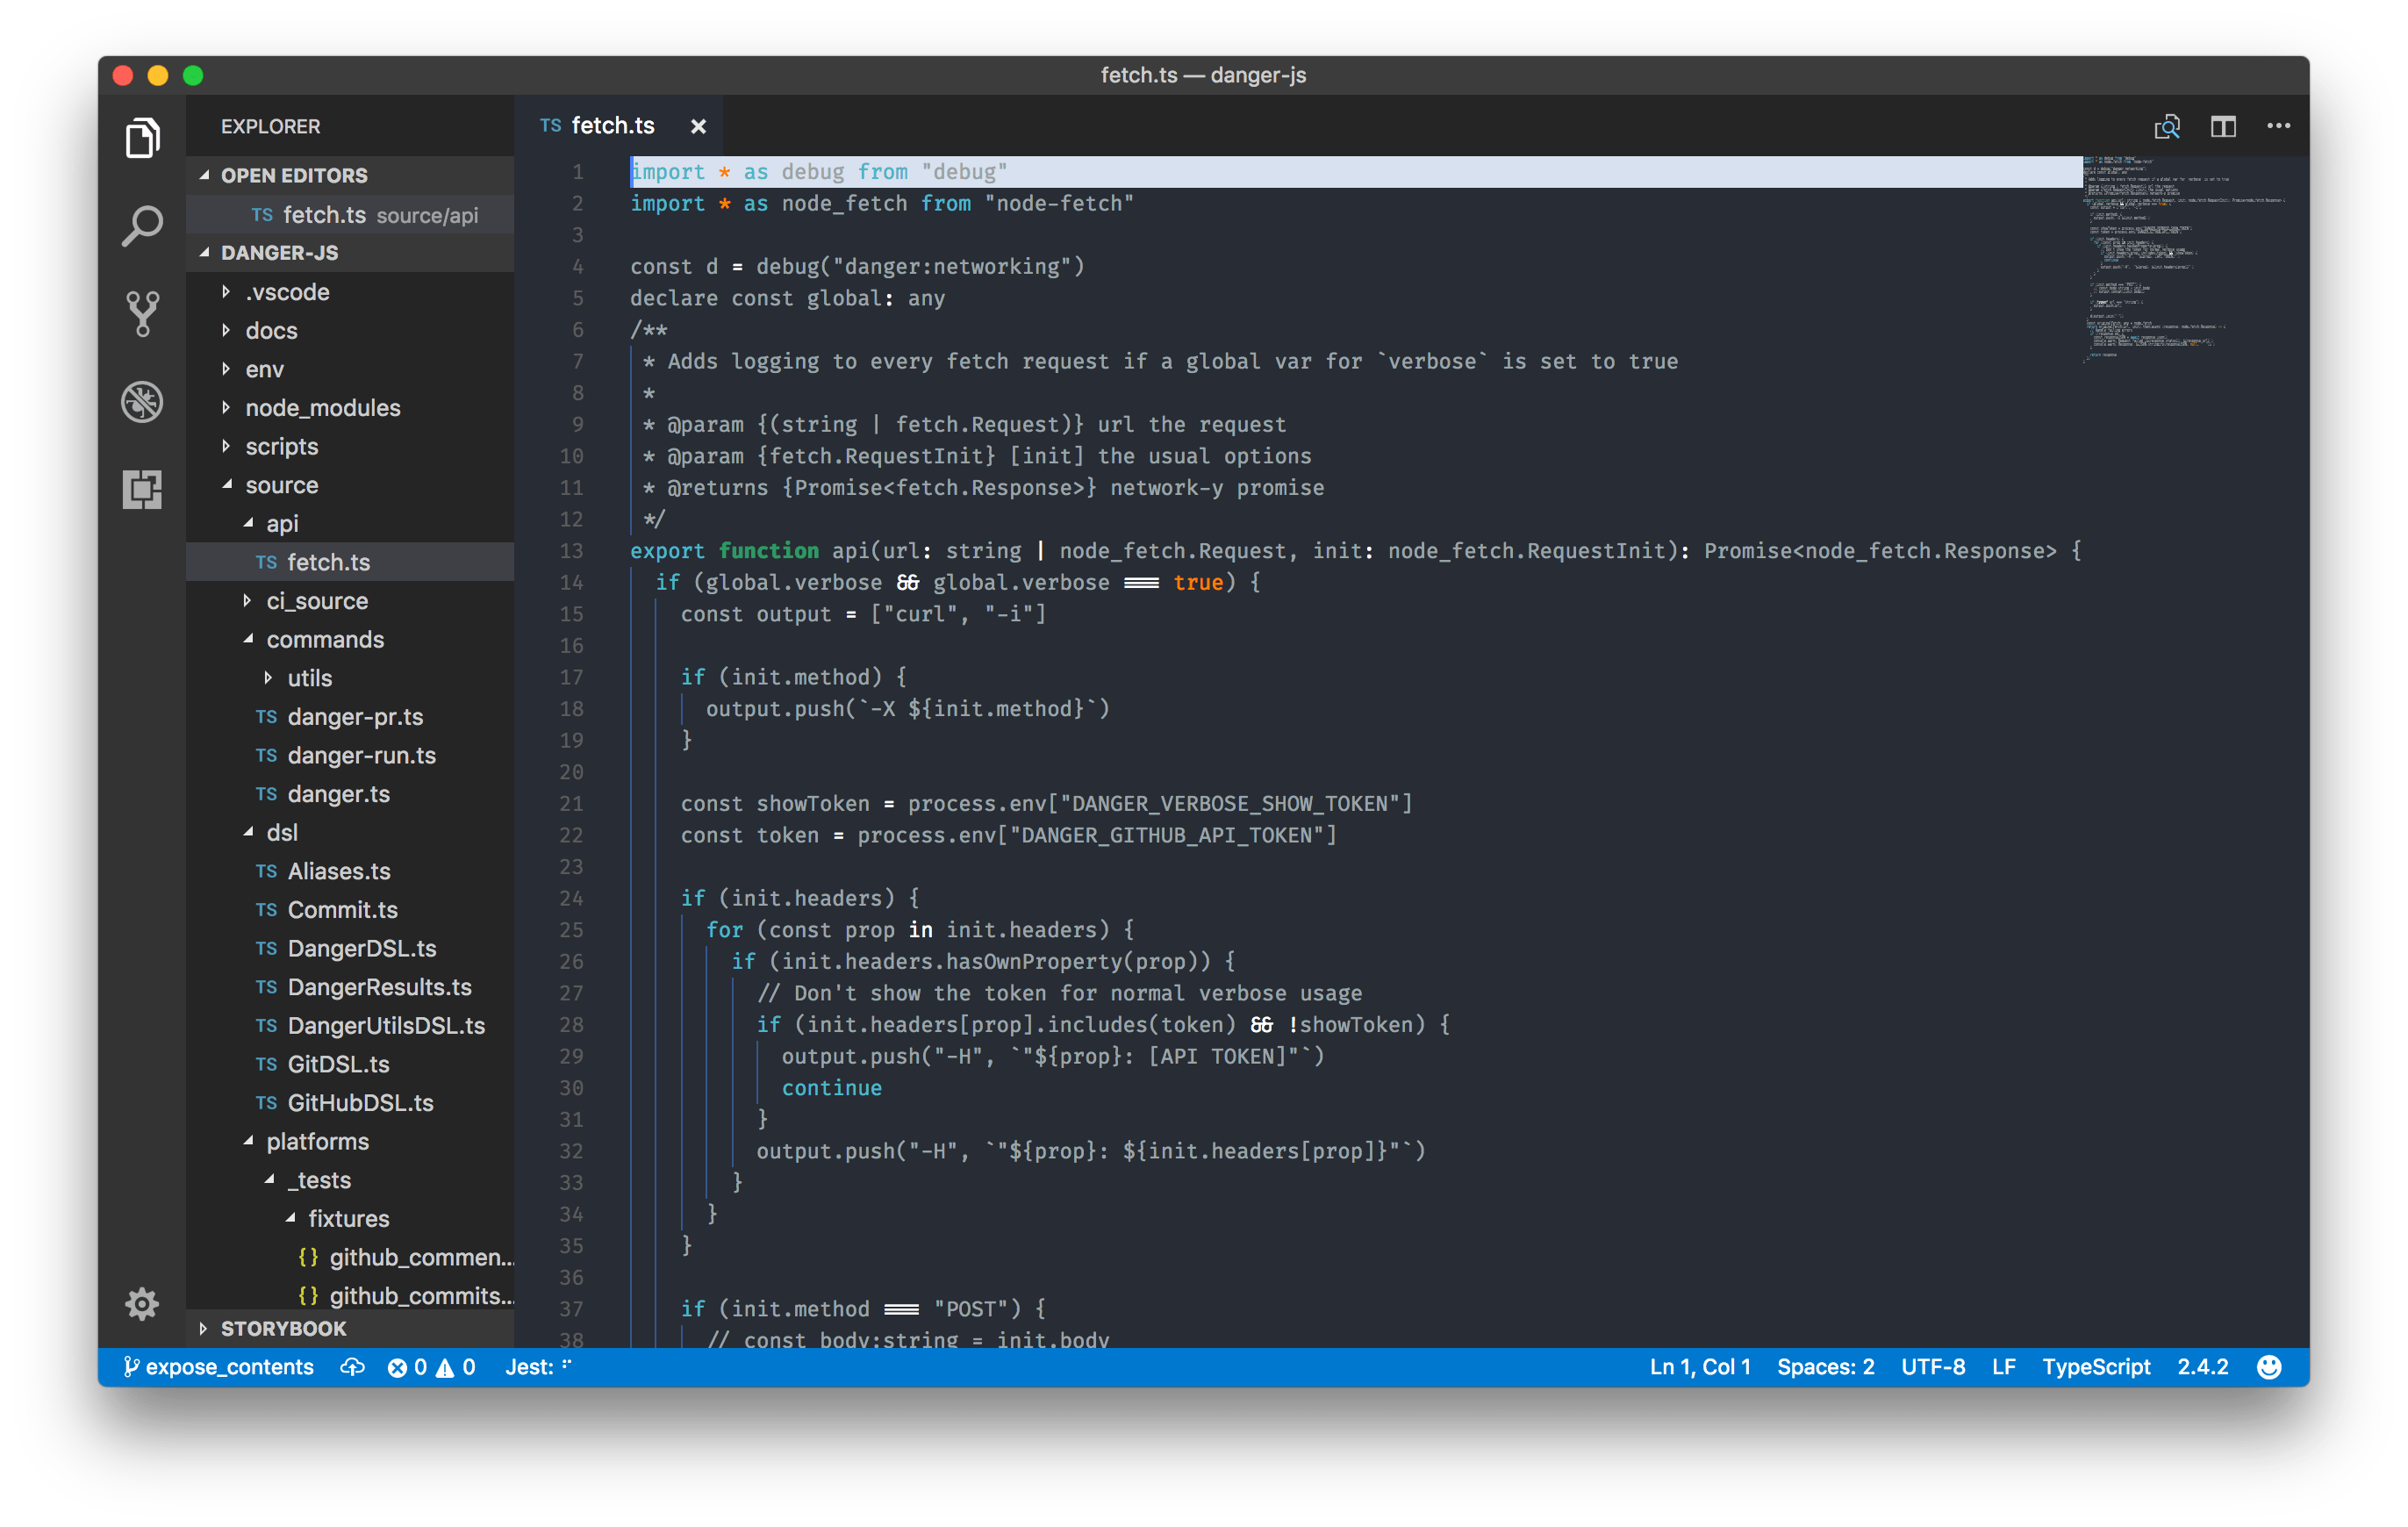 fetch.ts — danger-js
EXPLORER
OPEN EDITORS
TS fetch.ts source/api
DANGER-JS
.vscode
docs
env
node_modules
scripts
source
api
TS fetch.ts
ci_source
commands
utils
TS danger-pr.ts
TS danger-run.ts
TS danger.ts
dsl
TS Aliases.ts
TS Commit.ts
TS DangerDSL.ts
TS DangerResults.ts
TS DangerUtilsDSL.ts
TS GitDSL.ts
TS GitHubDSL.ts
platforms
_tests
fixtures
{} github_commen...
{} github_commits...
STORYBOOK
TS fetch.ts ×
1 import * as debug from "debug"
2 import * as node_fetch from "node-fetch"
3
4 const d = debug("danger:networking")
5 declare const global: any
6 /**
7 * Adds logging to every fetch request if a global var for `verbose` is set to true
8 *
9 * @param {(string | fetch.Request)} url the request
10 * @param {fetch.RequestInit} [init] the usual options
11 * @returns {Promise<fetch.Response>} network-y promise
12 */
13 export function api(url: string | node_fetch.Request, init: node_fetch.RequestInit): Promise<node_fetch.Response> {
14 if (global.verbose && global.verbose === true) {
15 const output = ["curl", "-i"]
16
17 if (init.method) {
18 output.push(`-X ${init.method}`)
19 }
20
21 const showToken = process.env["DANGER_VERBOSE_SHOW_TOKEN"]
22 const token = process.env["DANGER_GITHUB_API_TOKEN"]
23
24 if (init.headers) {
25 for (const prop in init.headers) {
26 if (init.headers.hasOwnProperty(prop)) {
27 // Don't show the token for normal verbose usage
28 if (init.headers[prop].includes(token) && !showToken) {
29 output.push("-H", `"${prop}: [API TOKEN]"`)
30 continue
31 }
32 output.push("-H", `"${prop}: ${init.headers[prop]}"`)
33 }
34 }
35 }
36
37 if (init.method === "POST") {
38 // const body:string = init.body
expose_contents 0 0 Jest: Ln 1, Col 1 Spaces: 2 UTF-8 LF TypeScript 2.4.2